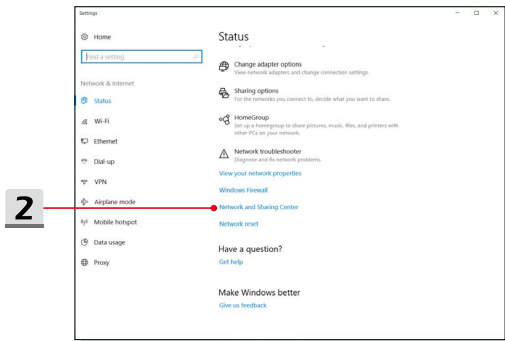 Settings
Home
Find a setting
Network & Internet
Status
Wi-Fi
Ethernet
Dial-up
VPN
Airplane mode
Mobile hotspot
Data usage
Proxy
Status
Change adapter options
View network adapters and change connection settings.
Sharing options
For the networks you connect to, decide what you want to share.
HomeGroup
Set up a homegroup to share pictures, music, files, and printers with
other PCs on your network.
Network troubleshooter
Diagnose and fix network problems.
View your network properties
Windows Firewall
Network and Sharing Center
Network reset
Have a question?
Get help
Make Windows better
Give us feedback
2